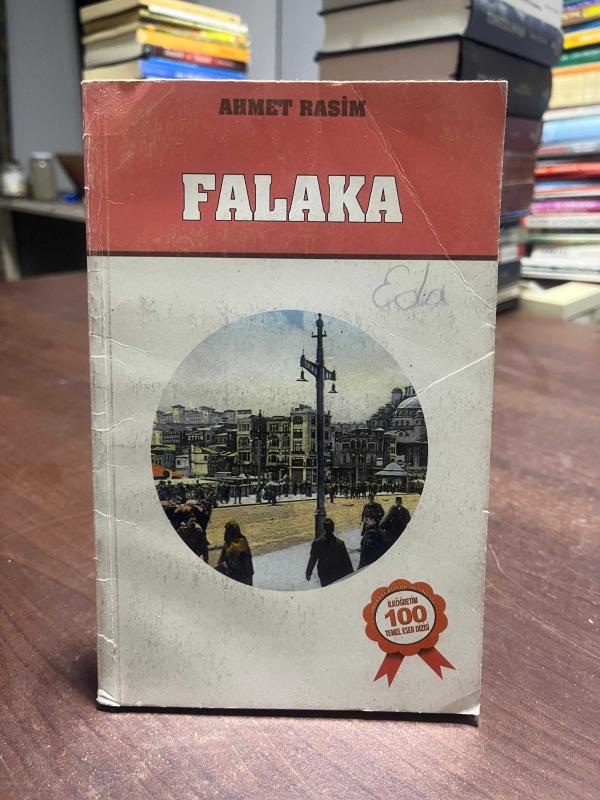 AHMET RASİM
FALAKA
Eda
İLKÖĞRETİM
100
TEMEL ESER DİZİSİ